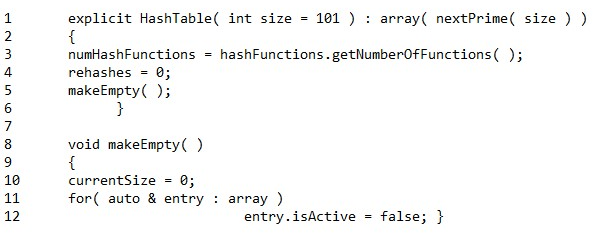 1 explicit HashTable( int size = 101 ) : array( nextPrime( size ) )
2 {
3 numHashFunctions = hashFunctions.getNumberOfFunctions( );
4 rehashes = 0;
5 makeEmpty( );
6 }
7
8 void makeEmpty( )
9 {
10 currentSize = 0;
11 for( auto & entry : array )
12 entry.isActive = false; }